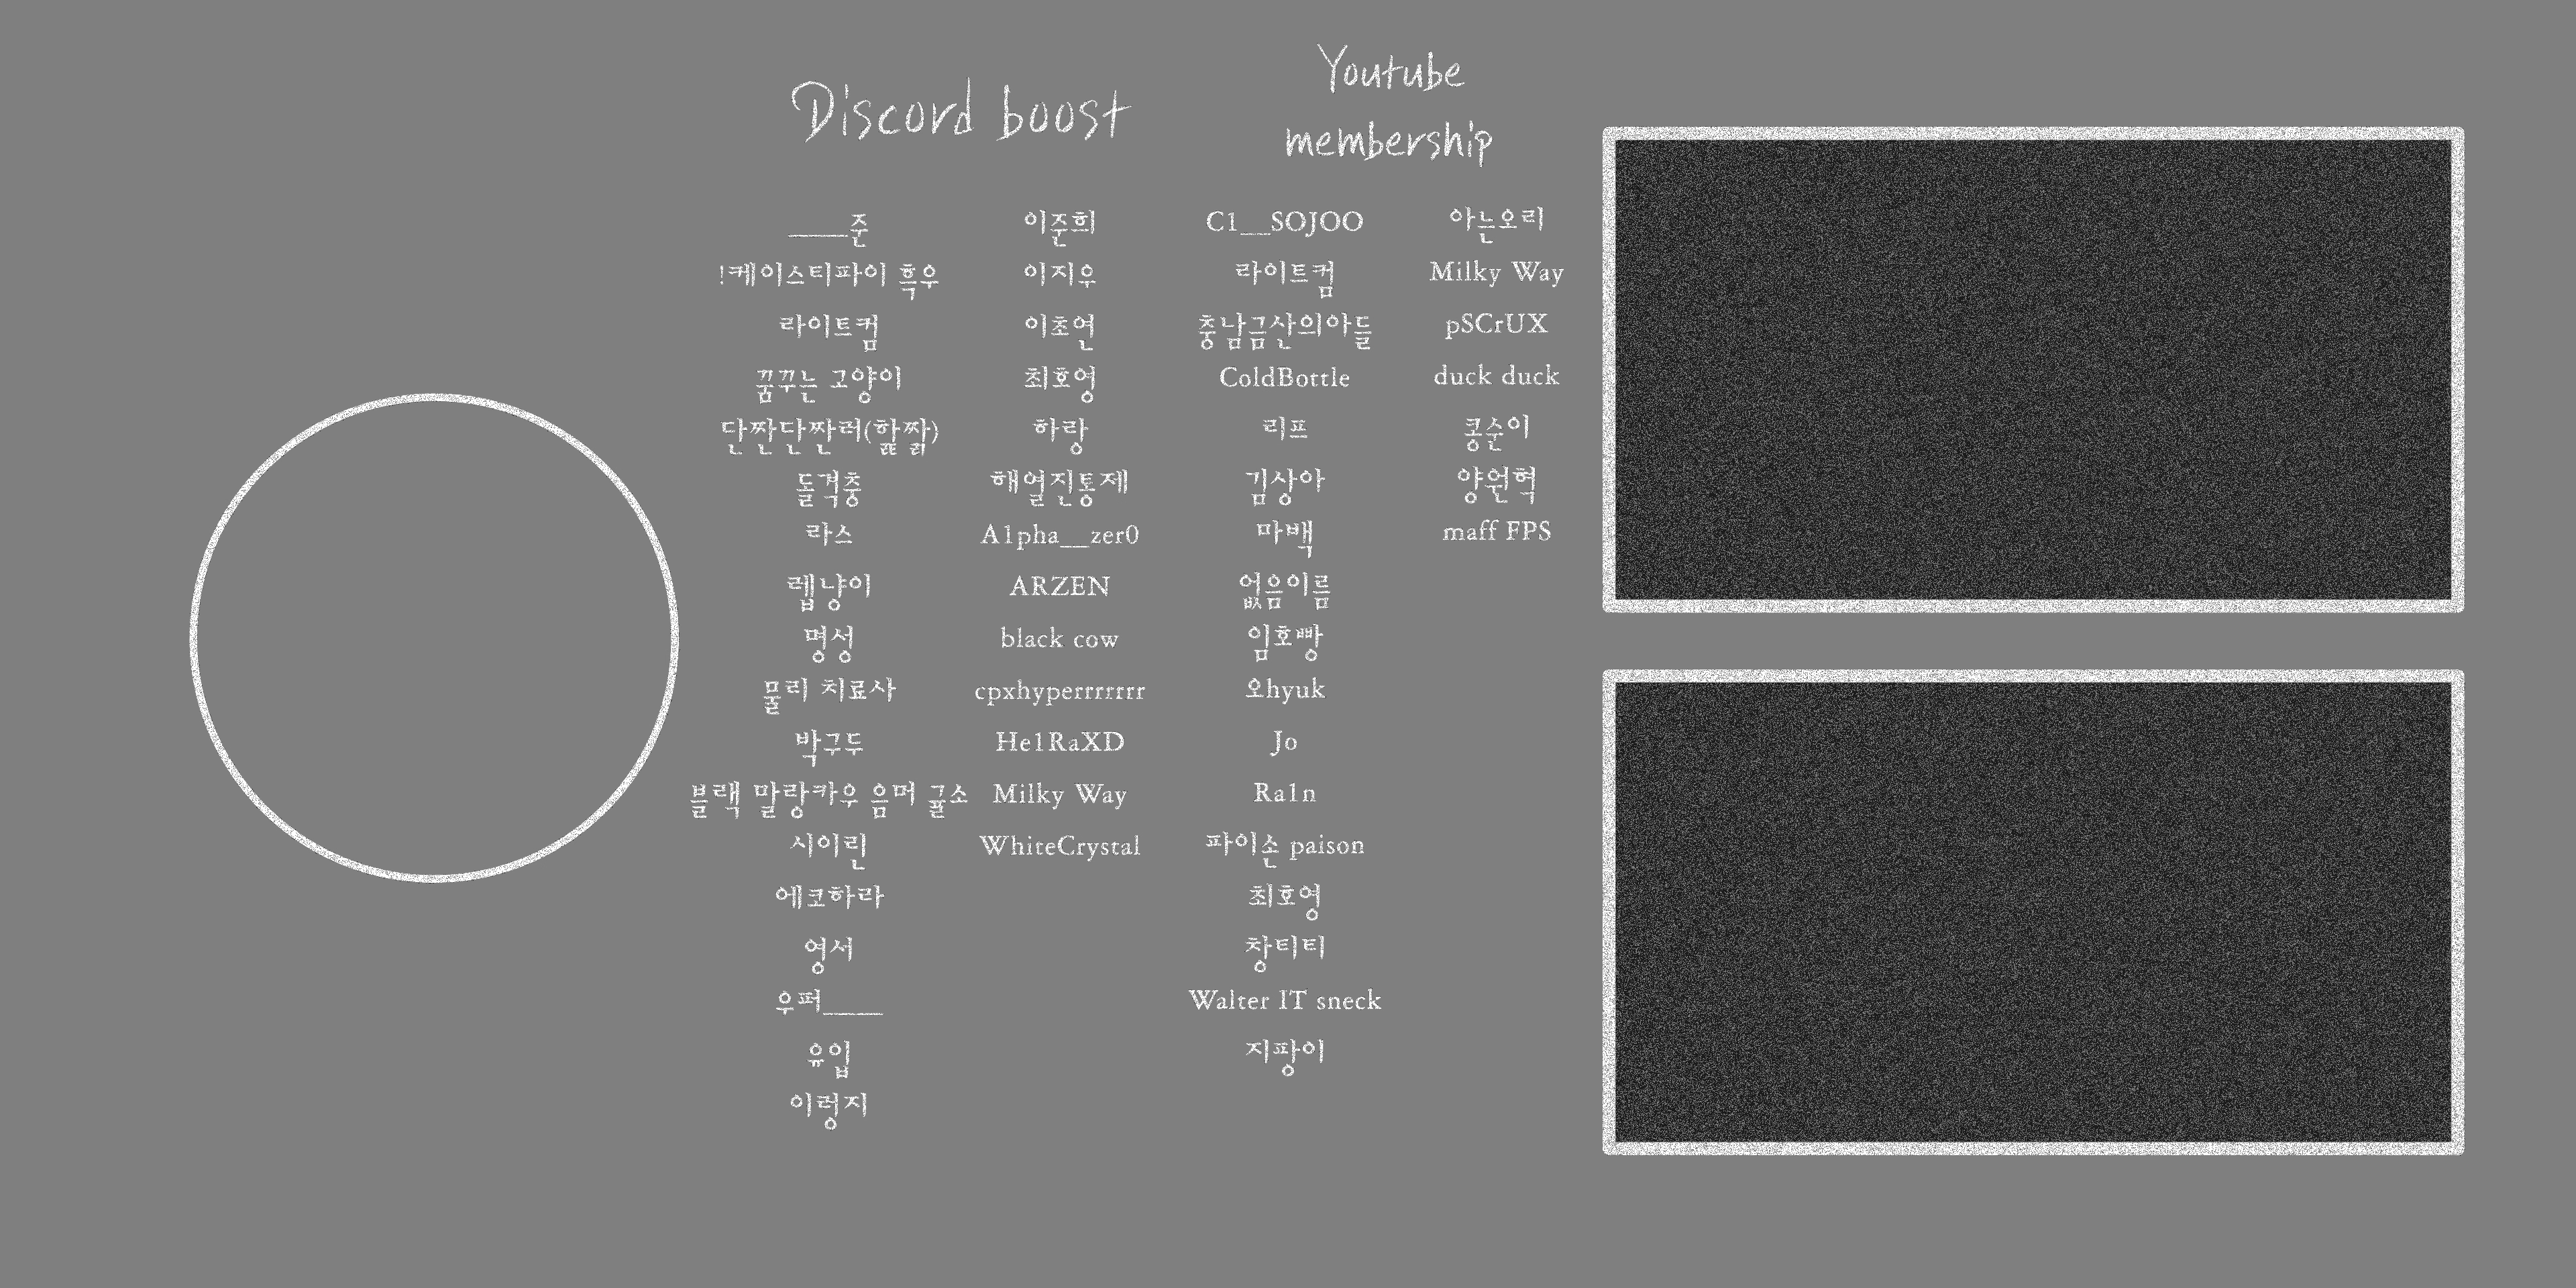 Discord boost
____준
!케이스티파이 흑우
라이트컴
꿈꾸는 고양이
단짠단짠러(핥짥)
돌격충
라스
렙냥이
명성
물리 치료사
박구두
블랙 말랑카우 음머 귤소
시이린
에코하라
영서
우퍼____
유입
이렁지
이준희
이지우
이초연
최호영
하랑
해열진통제
A1pha__zer0
ARZEN
black cow
cpxhyperrrrrrr
He1RaXD
Milky Way
WhiteCrystal
Youtube
membership
C1__SOJOO
라이트컴
충남금산의아들
ColdBottle
리프
김상아
마백
없음이름
임호빵
오hyuk
Jo
Ra1n
파이손 paison
최호영
창티티
Walter IT sneck
지팡이
아는오리
Milky Way
pSCrUX
duck duck
콩순이
양원혁
maff FPS